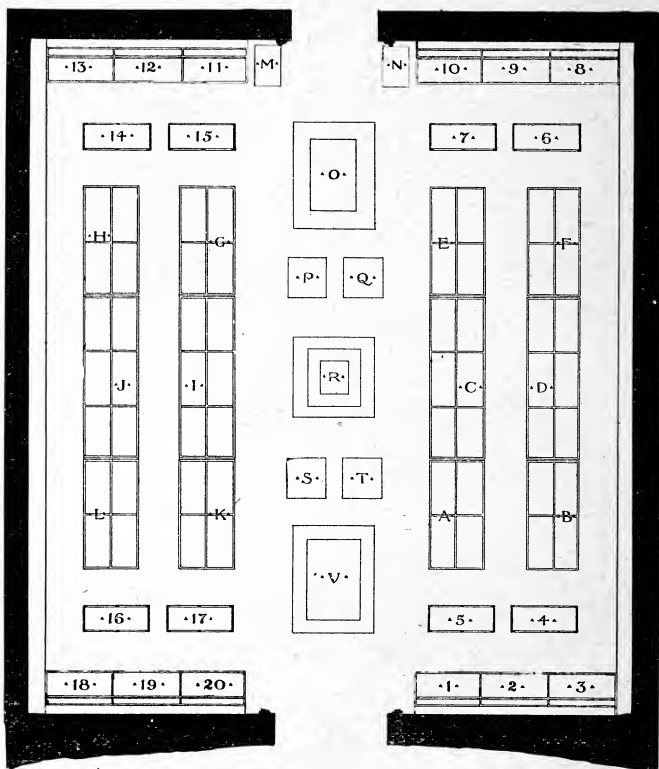 ·13· ·12· ·11· ·M· ·N· ·10· ·9· ·8·
·14· ·15· ·7· ·6·
·O·
·H· ·G· ·E· ·F·
·P· ·Q·
·J· ·I· ·R· ·C· ·D·
·S· ·T·
·L· ·K· ·A· ·B·
·V·
·16· ·17· ·5· ·4·
·18· ·19· ·20· ·1· ·2· ·3·